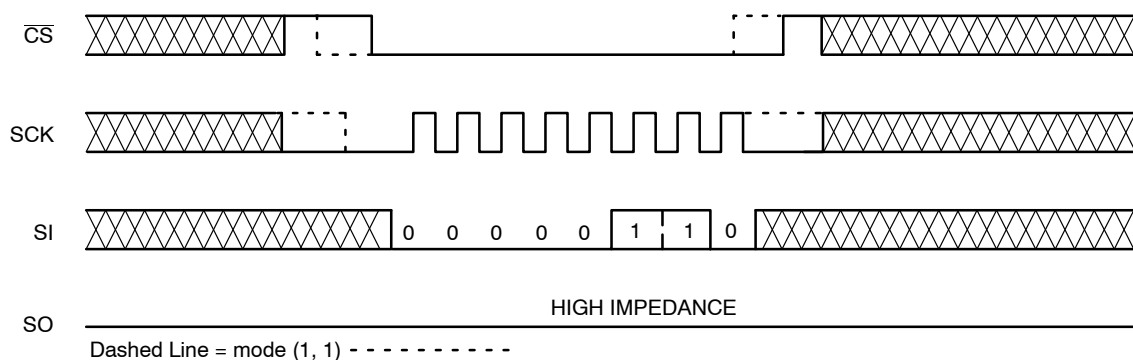 CS
SCK
SI
0 0 0 0 0 1 1 0
HIGH IMPEDANCE
SO
Dashed Line = mode (1, 1)